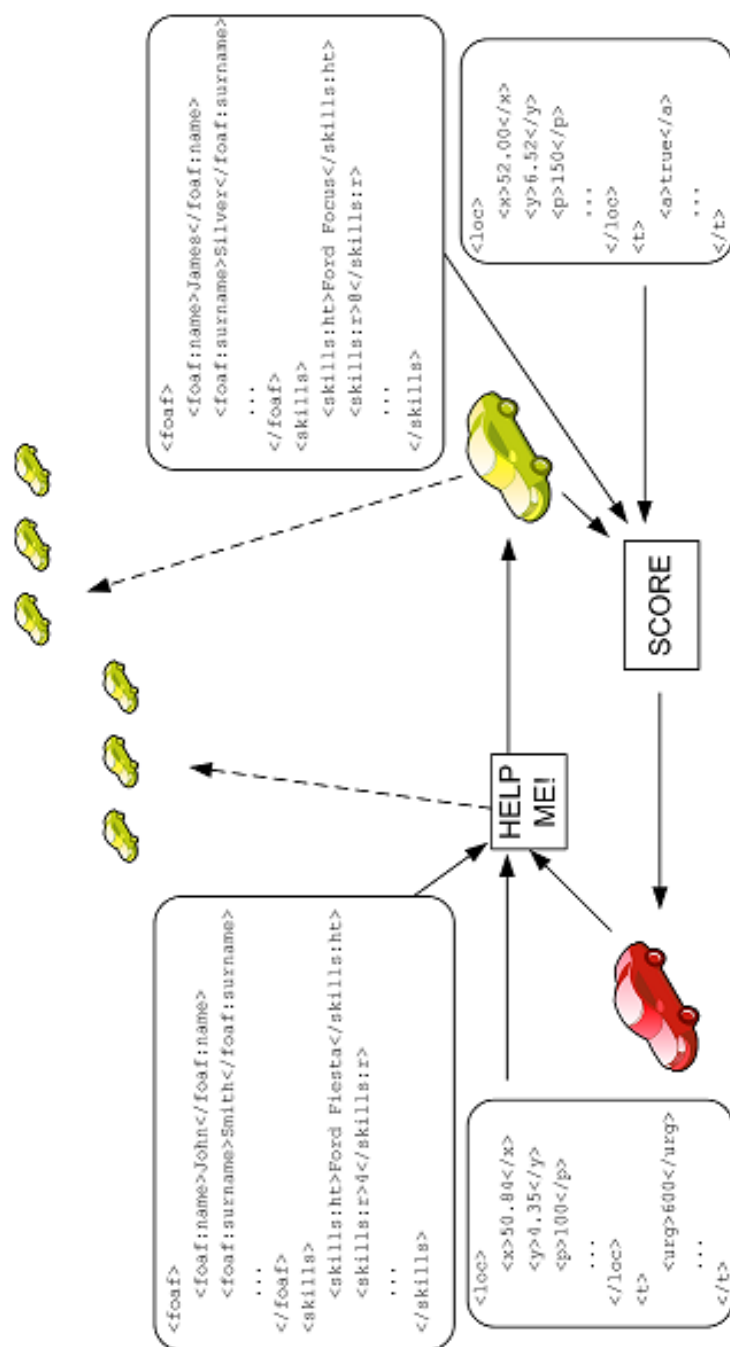 <foaf>
<foaf:name>John</foaf:name>
<foaf:surname>Smith</foaf:surname>
...
</foaf>
<skills>
<skills:ht>Ford Fiesta</skills:ht>
<skills:r>4</skills:r>
...
</skills>
<foaf>
<foaf:name>James</foaf:name>
<foaf:surname>Silver</foaf:surname>
...
</foaf>
<skills>
<skills:ht>Ford Focus</skills:ht>
<skills:r>8</skills:r>
...
</skills>
HELP
ME!
<loc>
<x>50.84</x>
<y>4.35</y>
<p>100</p>
...
</loc>
<t>
<urg>600</urg>
...
</t>
SCORE
<loc>
<x>52.00</x>
<y>6.52</y>
<p>150</p>
...
</loc>
<t>
<a>true</a>
...
</t>